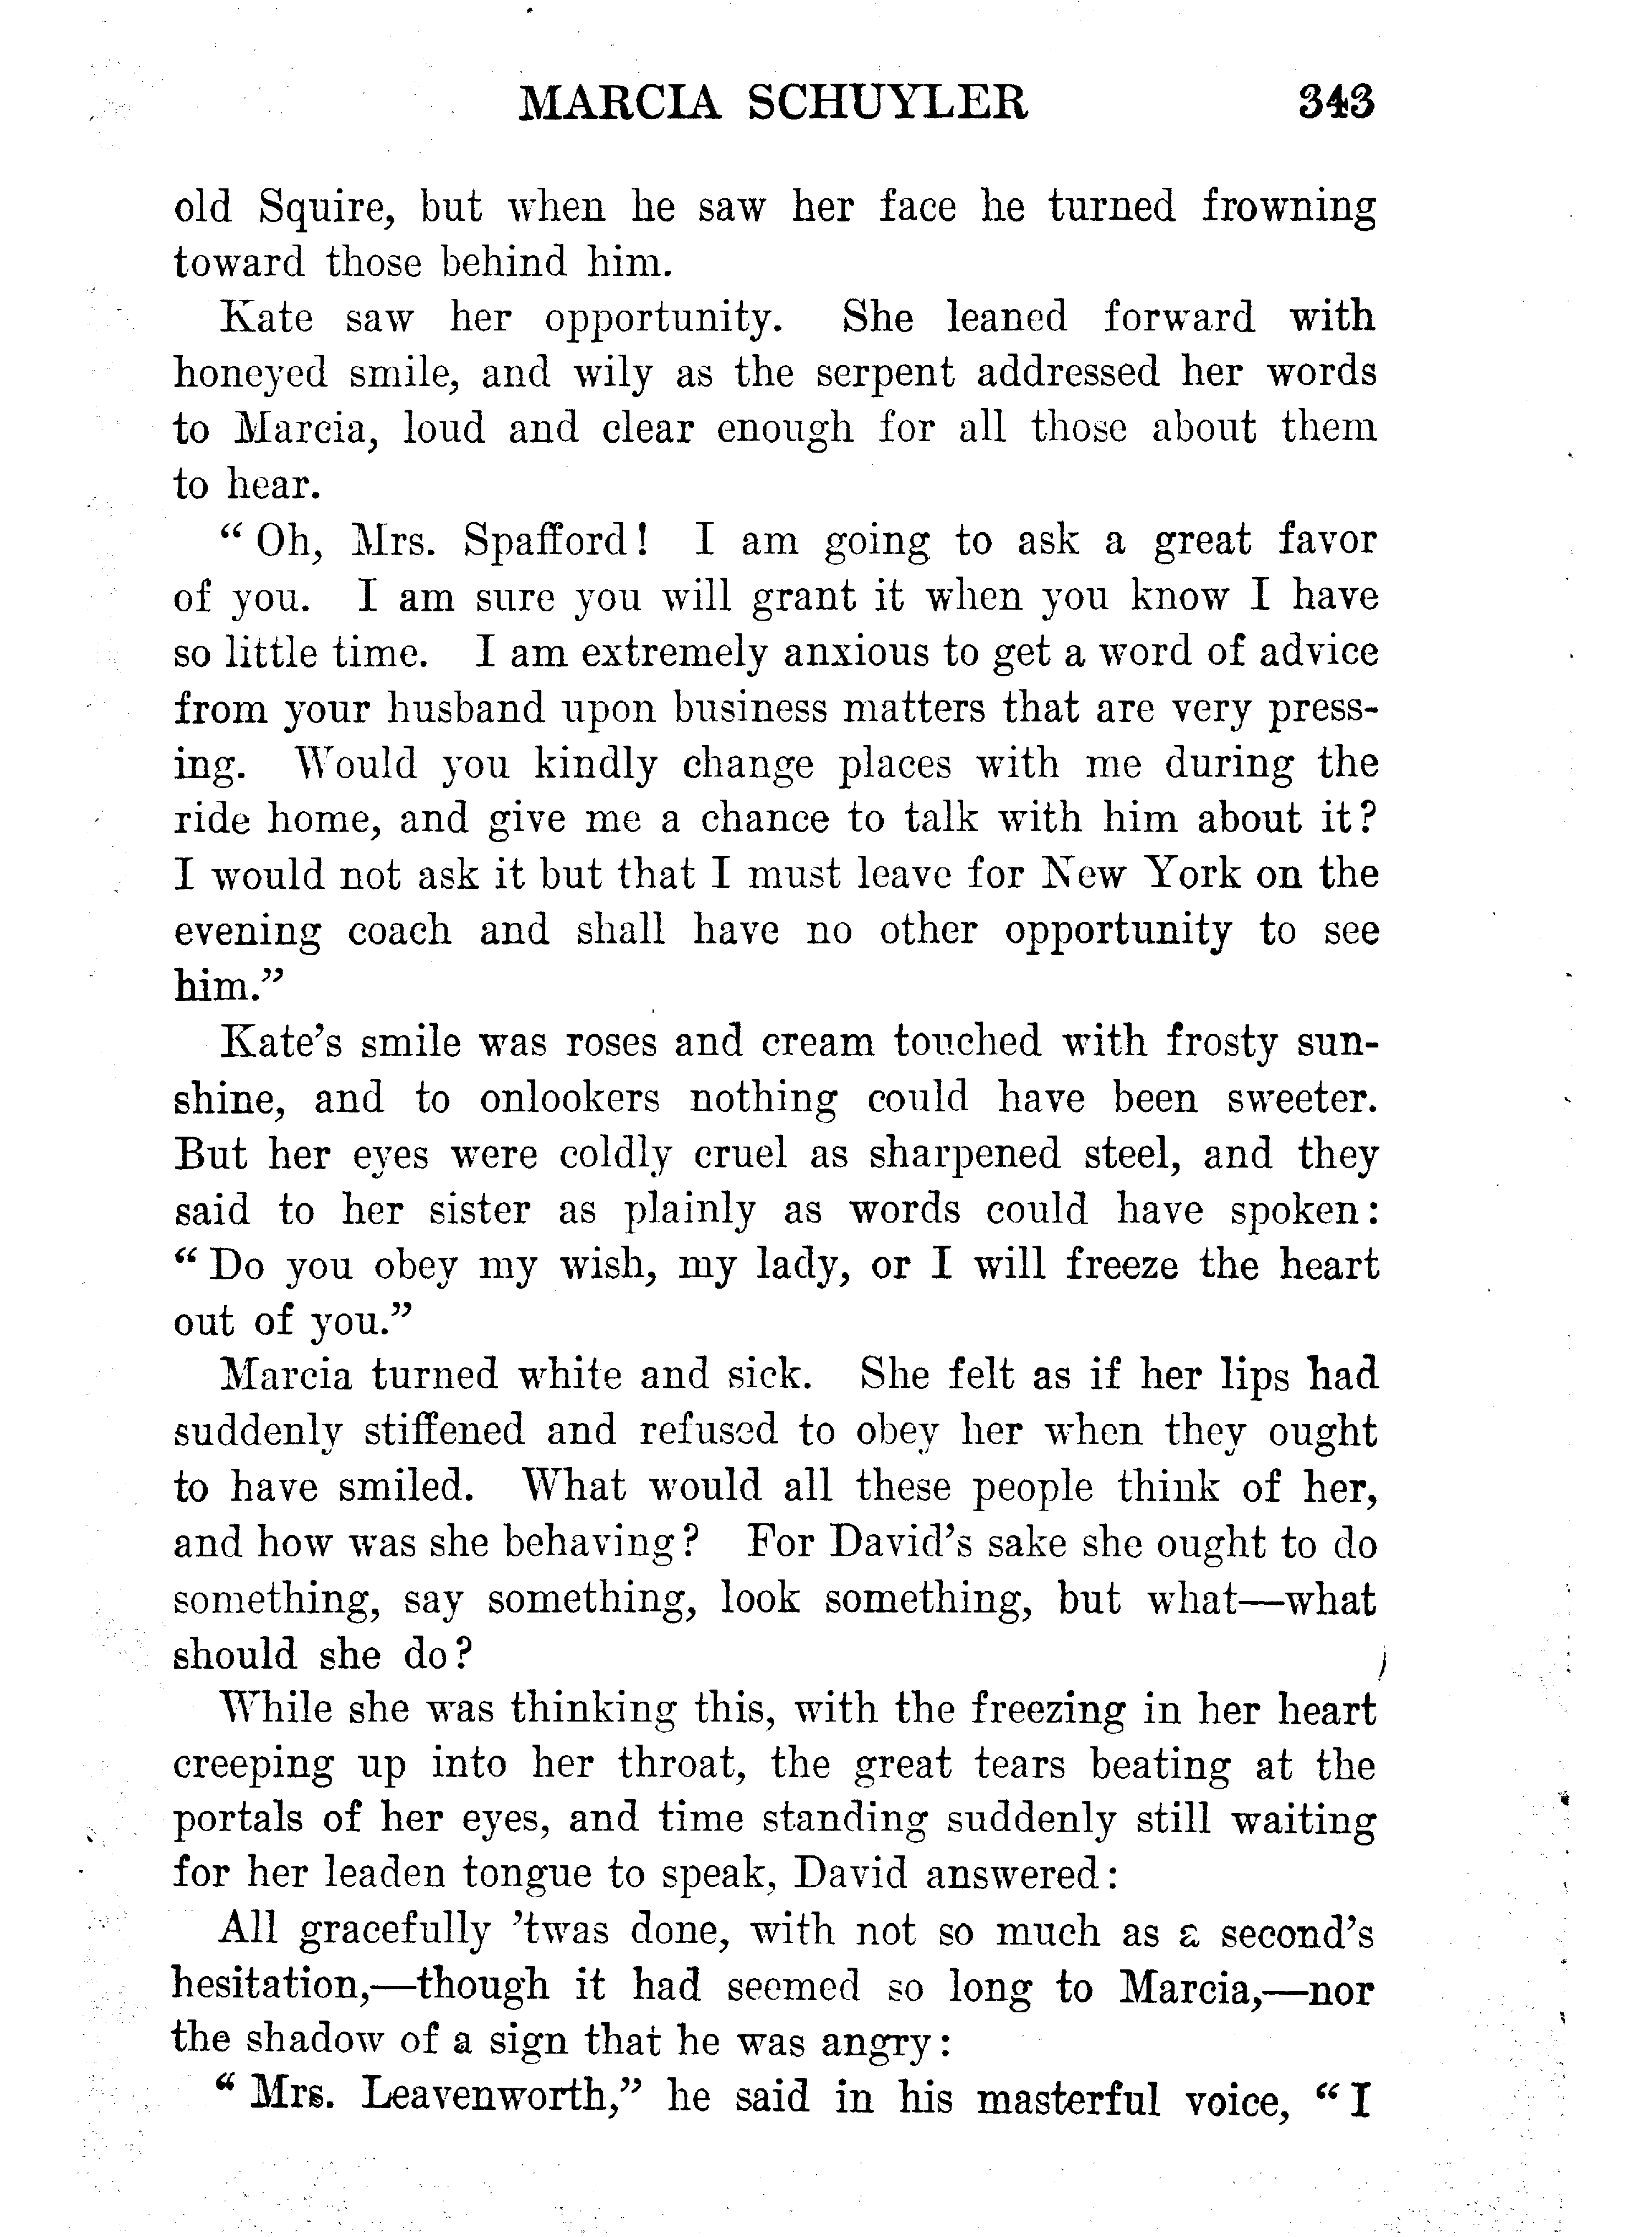 MARCIA SCHUYLER 343
old Squire, but when he saw her face he turned frowning
toward those behind him.
Kate saw her opportunity. She leaned forward with
honeyed smile, and wily as the serpent addressed her words
to Marcia, loud and clear enough for all those about them
to hear.
“ Oh, Mrs. Spafford! I am going to ask a great favor
of you. I am sure you will grant it when you know I have
so little time. I am extremely anxious to get a word of advice
from your husband upon business matters that are very press-
ing. Would you kindly change places with me during the
ride home, and give me a chance to talk with him about it?
I would not ask it but that I must leave for New York on the
evening coach and shall have no other opportunity to see
him.”
Kate’s smile was roses and cream touched with frosty sun-
shine, and to onlookers nothing could have been sweeter.
But her eyes were coldly cruel as sharpened steel, and they
said to her sister as plainly as words could have spoken:
“ Do you obey my wish, my lady, or I will freeze the heart
out of you.”
Marcia turned white and sick. She felt as if her lips had
suddenly stiffened and refused to obey her when they ought
to have smiled. What would all these people think of her,
and how was she behaving? For David’s sake she ought to do
something, say something, look something, but what—what
should she do?
While she was thinking this, with the freezing in her heart
creeping up into her throat, the great tears beating at the
portals of her eyes, and time standing suddenly still waiting
for her leaden tongue to speak, David answered:
All gracefully ’twas done, with not so much as a second’s
hesitation,—though it had seemed so long to Marcia,—nor
the shadow of a sign that he was angry:
“ Mrs. Leavenworth,” he said in his masterful voice, “ I